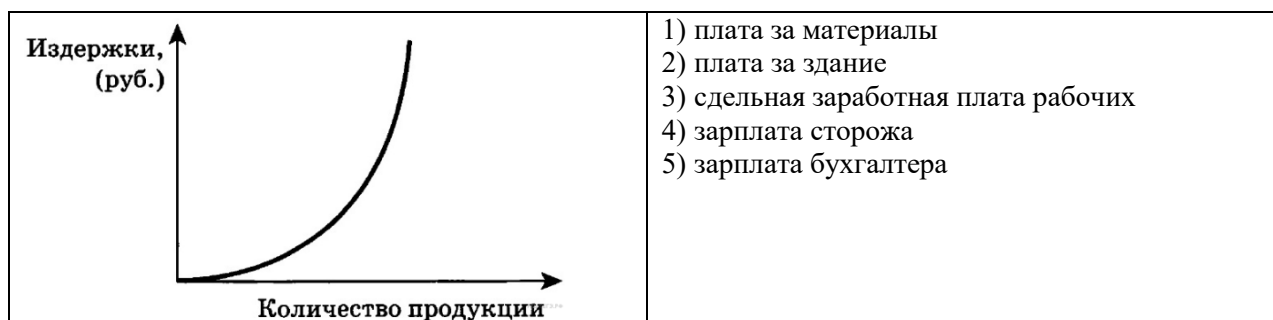 Издержки,
(руб.)
Количество продукции
1) плата за материалы
2) плата за здание
3) сдельная заработная плата рабочих
4) зарплата сторожа
5) зарплата бухгалтера